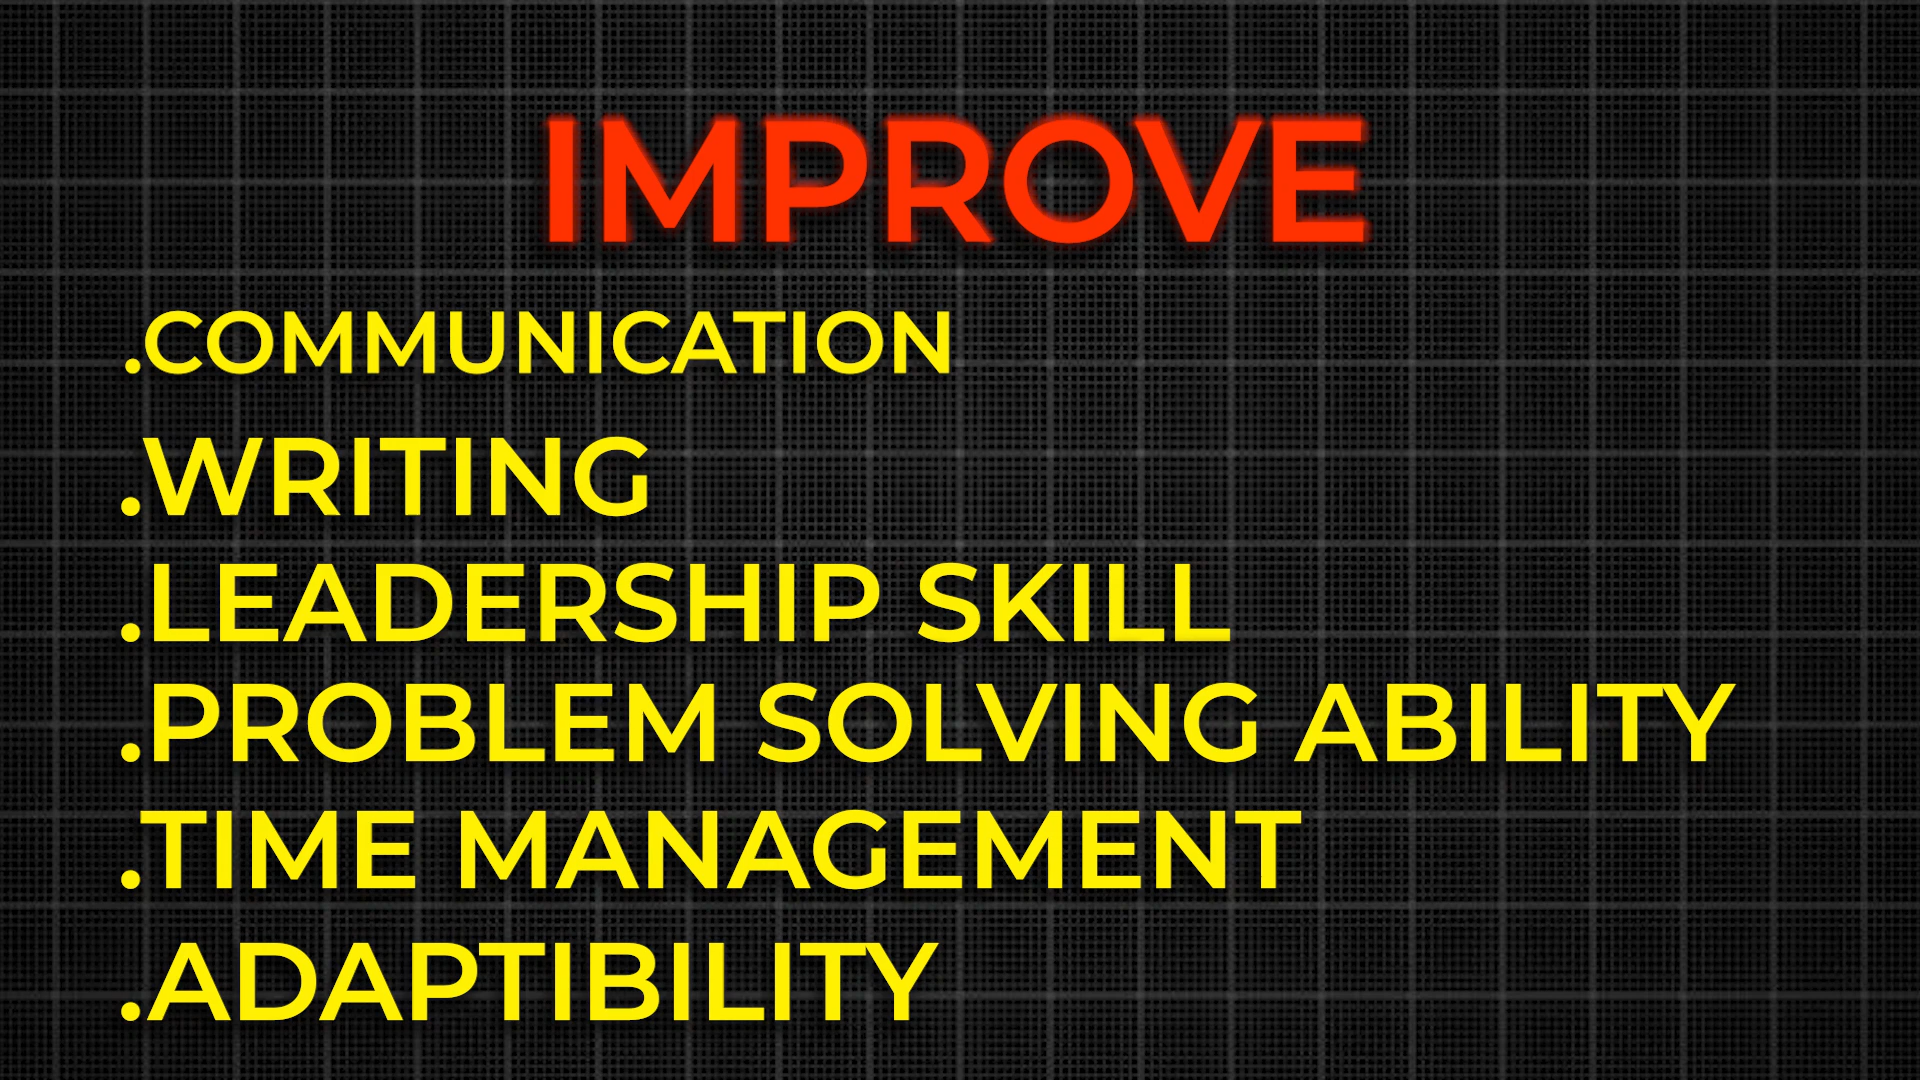 IMPROVE
.COMMUNICATION
.WRITING
.LEADERSHIP SKILL
.PROBLEM SOLVING ABILITY
.TIME MANAGEMENT
.ADAPTIBILITY